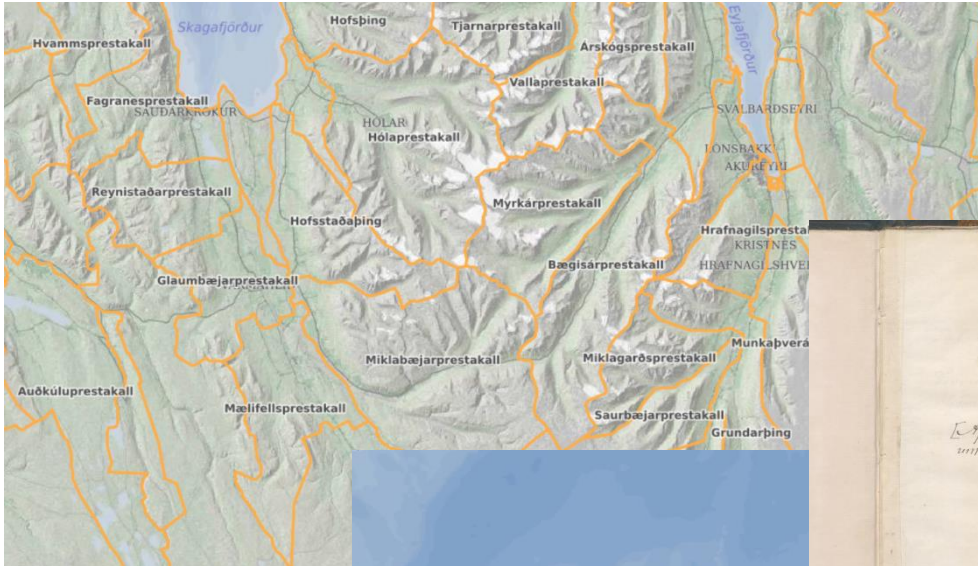 Skagafjörður
Hofsþing
Tjarnarprestakall
Eyjafjörður
Hvammsprestakall
Árskógsprestakall
Vallaprestakall
Fagranesprestakall
SAUÐÁRKRÓKUR
SVALBARÐSEYRI
HÓLAR
Hólaprestakall
LÓNSBAKKI
AKUREYRI
Reynistaðarprestakall
Myrkárprestakall
Hofsstaðaþing
Hrafnagilsprestal
KRISTNES
Bægisárprestakall
HRAFNAGILSHVE
Glaumbæjarprestakall
Munkaþverá
Miklabæjarprestakall
Miklagarðsprestakall
Auðkúluprestakall
Mælifellsprestakall
Saurbæjarprestakall
Grundarþing